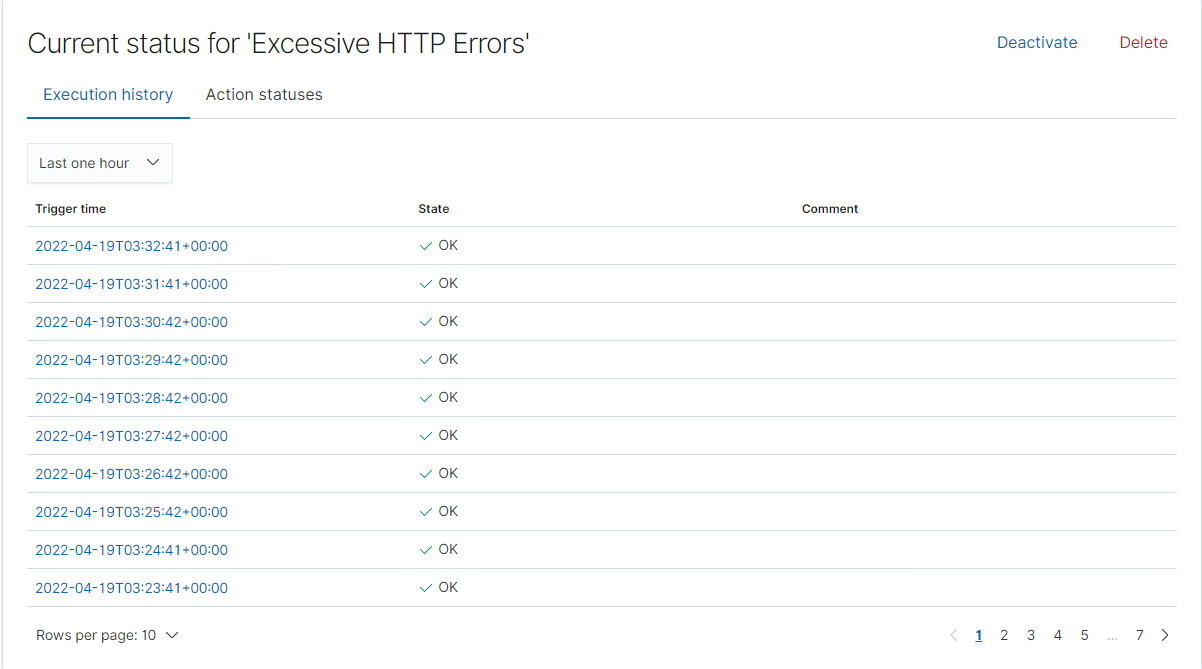 Current status for 'Excessive HTTP Errors'
Deactivate Delete
Execution history Action statuses
Last one hour
Trigger time State Comment
2022-04-19T03:32:41+00:00 OK
2022-04-19T03:31:41+00:00 OK
2022-04-19T03:30:42+00:00 OK
2022-04-19T03:29:42+00:00 OK
2022-04-19T03:28:42+00:00 OK
2022-04-19T03:27:42+00:00 OK
2022-04-19T03:26:42+00:00 OK
2022-04-19T03:25:42+00:00 OK
2022-04-19T03:24:41+00:00 OK
2022-04-19T03:23:41+00:00 OK
Rows per page: 10 1 2 3 4 5 ... 7